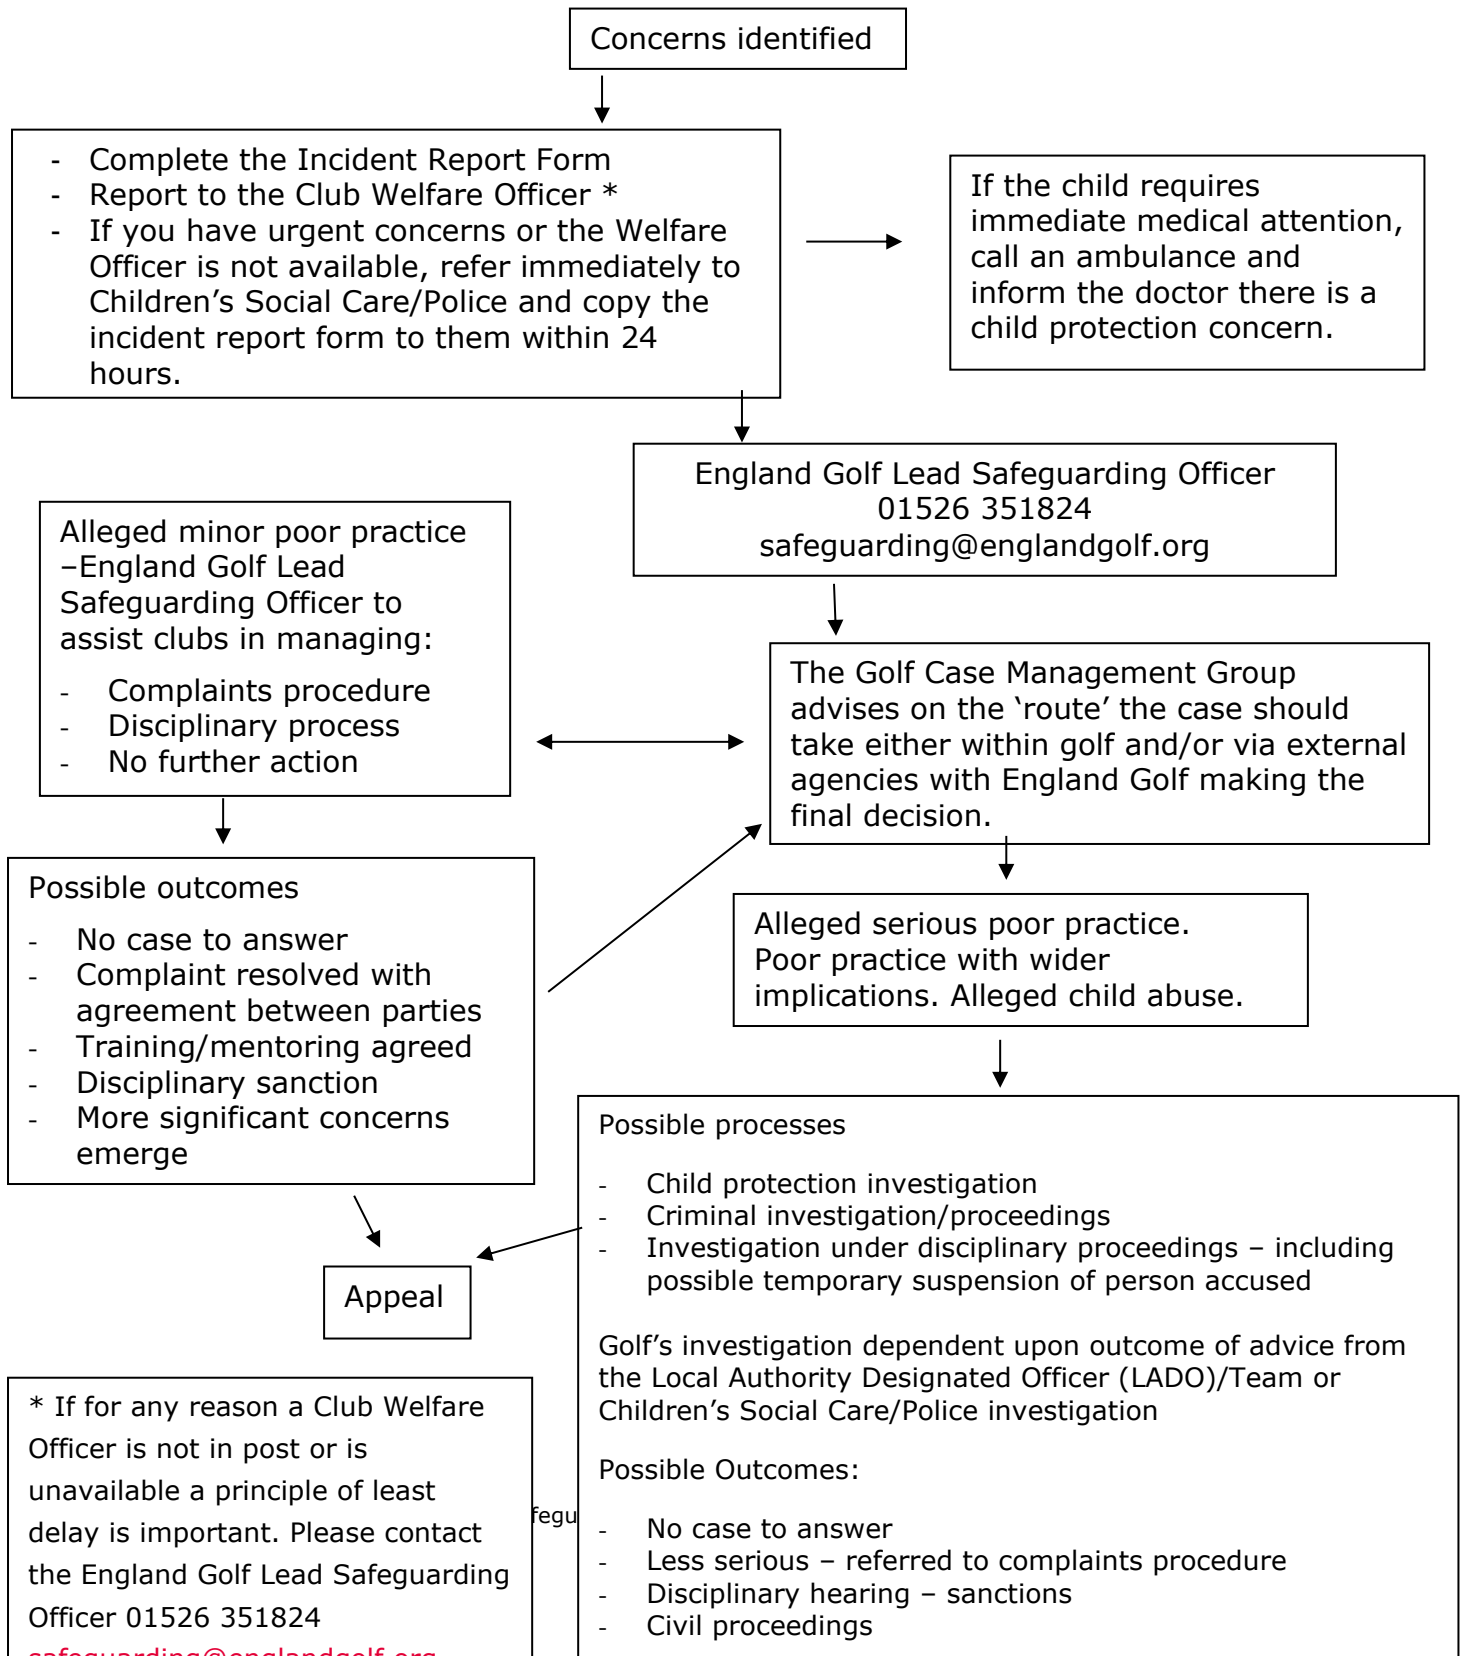 Concerns identified
- Complete the Incident Report Form
- Report to the Club Welfare Officer *
- If you have urgent concerns or the Welfare
Officer is not available, refer immediately to
Children’s Social Care/Police and copy the
incident report form to them within 24
hours.
If the child requires
immediate medical attention,
call an ambulance and
inform the doctor there is a
child protection concern.
England Golf Lead Safeguarding Officer
01526 351824
safeguarding@englandgolf.org
Alleged minor poor practice
–England Golf Lead
Safeguarding Officer to
assist clubs in managing:
- Complaints procedure
- Disciplinary process
- No further action
The Golf Case Management Group
advises on the ‘route’ the case should
take either within golf and/or via external
agencies with England Golf making the
final decision.
Possible outcomes
- No case to answer
- Complaint resolved with
agreement between parties
- Training/mentoring agreed
- Disciplinary sanction
- More significant concerns
emerge
Alleged serious poor practice.
Poor practice with wider
implications. Alleged child abuse.
Possible processes
- Child protection investigation
- Criminal investigation/proceedings
- Investigation under disciplinary proceedings – including
possible temporary suspension of person accused
Golf’s investigation dependent upon outcome of advice from
the Local Authority Designated Officer (LADO)/Team or
Children’s Social Care/Police investigation
Possible Outcomes:
- No case to answer
- Less serious – referred to complaints procedure
- Disciplinary hearing – sanctions
- Civil proceedings
Appeal
* If for any reason a Club Welfare
Officer is not in post or is
unavailable a principle of least
delay is important. Please contact
the England Golf Lead Safeguarding
Officer 01526 351824
safeguarding@englandgolf.org
fegu